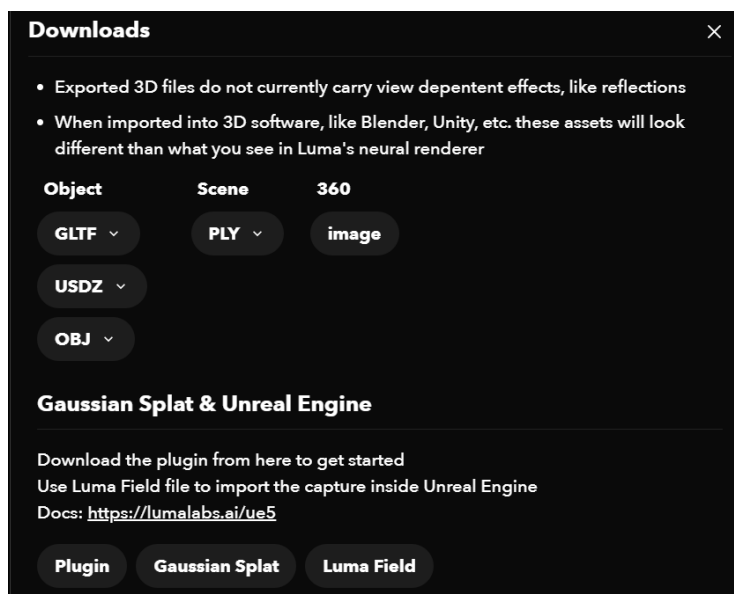 Downloads
Exported 3D files do not currently carry view depentent effects, like reflections
When imported into 3D software, like Blender, Unity, etc. these assets will look
different than what you see in Luma's neural renderer
Object Scene 360
GLTF PLY image
USDZ
OBJ
Gaussian Splat & Unreal Engine
Download the plugin from here to get started
Use Luma Field file to import the capture inside Unreal Engine
Docs: https://lumalabs.ai/ue5
Plugin Gaussian Splat Luma Field